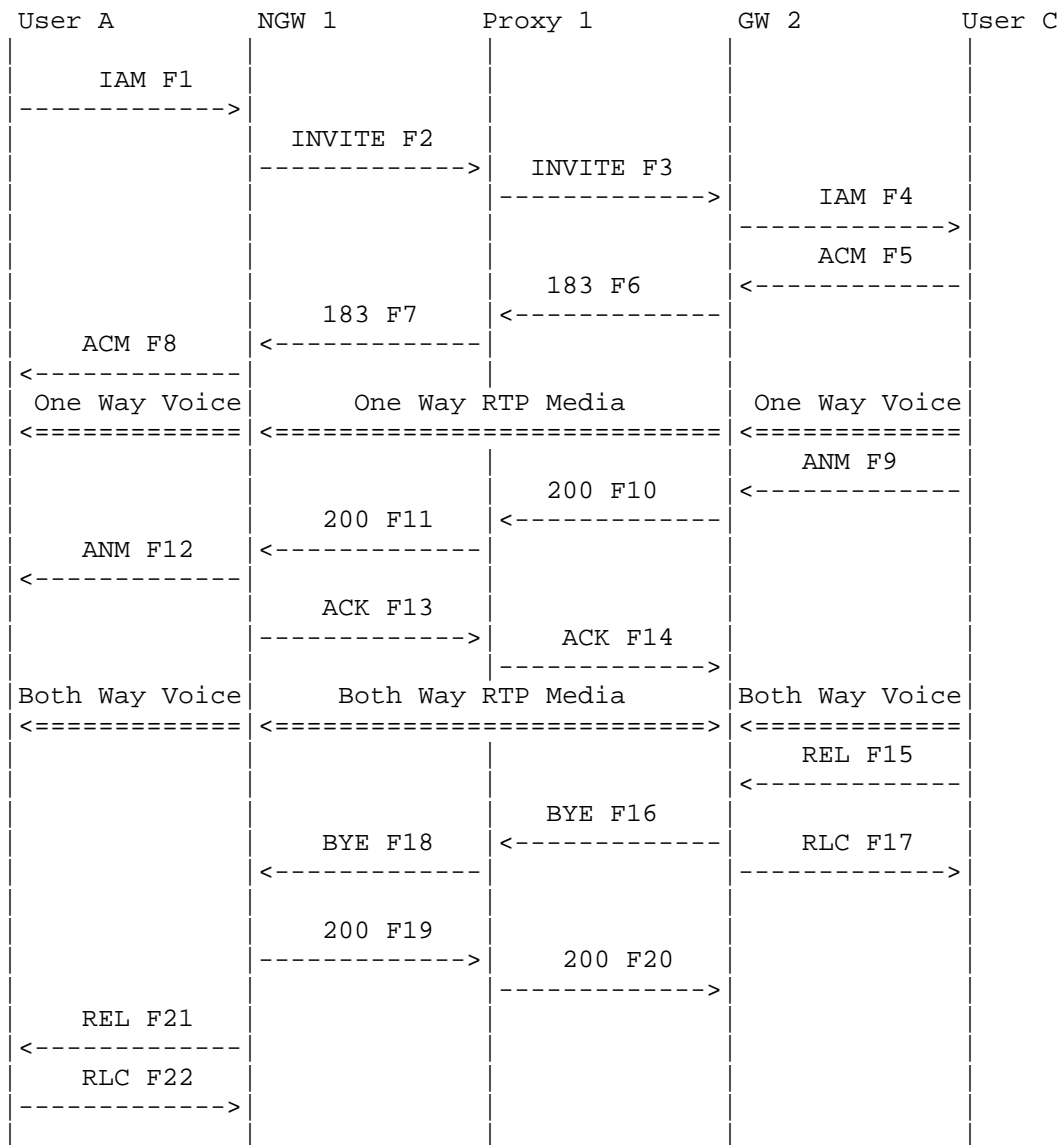 User A NGW 1 Proxy 1 GW 2 User C
IAM F1
INVITE F2
INVITE F3
IAM F4
ACM F5
183 F6
183 F7
ACM F8
One Way Voice One Way RTP Media One Way Voice
ANM F9
200 F10
200 F11
ANM F12
ACK F13
ACK F14
Both Way Voice Both Way RTP Media Both Way Voice
REL F15
BYE F16
BYE F18 RLC F17
200 F19
200 F20
REL F21
RLC F22